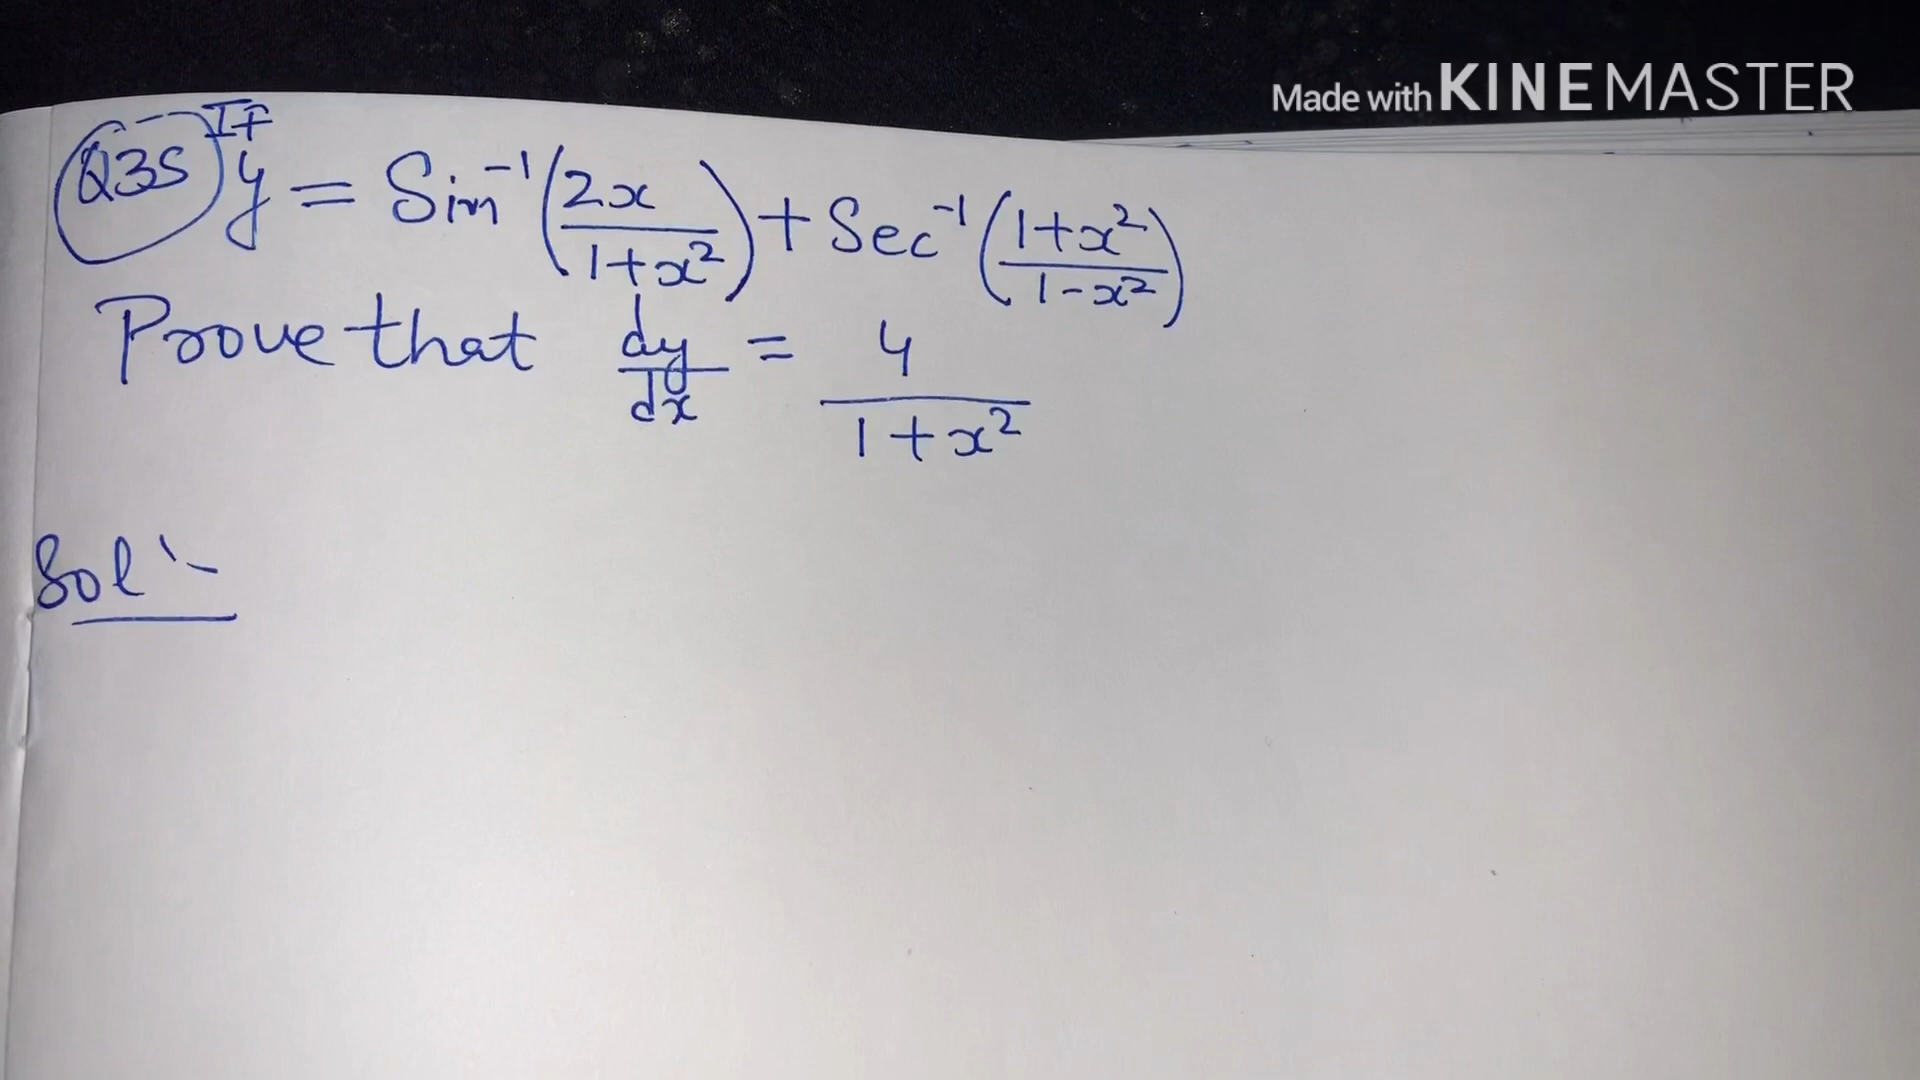 Made with KINEMASTER
Q35 If
y = Sin⁻¹(2x/1+x²) + Sec⁻¹(1+x²/1-x²)
Prove that dy/dx = 4/1+x²
Sol:-